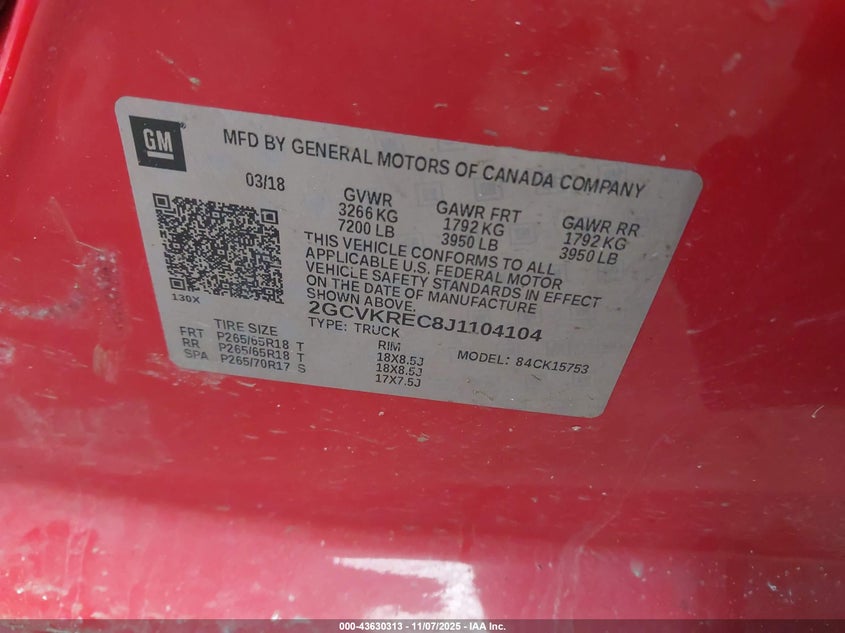 GM
MFD BY GENERAL MOTORS OF CANADA COMPANY
03/18
GVWR
3266 KG
7200 LB
GAWR FRT
1792 KG
3950 LB
GAWR RR
1792 KG
3950 LB
THIS VEHICLE CONFORMS TO ALL
APPLICABLE U.S. FEDERAL MOTOR
VEHICLE SAFETY STANDARDS IN EFFECT
ON THE DATE OF MANUFACTURE
SHOWN ABOVE.
130X
2GCVKREC8J1104104
TYPE: TRUCK
MODEL: 84CK15753
TIRE SIZE
RIM
FRT P265/65R18 T 18X8.5J
RR P265/65R18 T 18X8.5J
SPA P265/70R17 S 17X7.5J
000-43630313 - 11/07/2025 - IAA Inc.